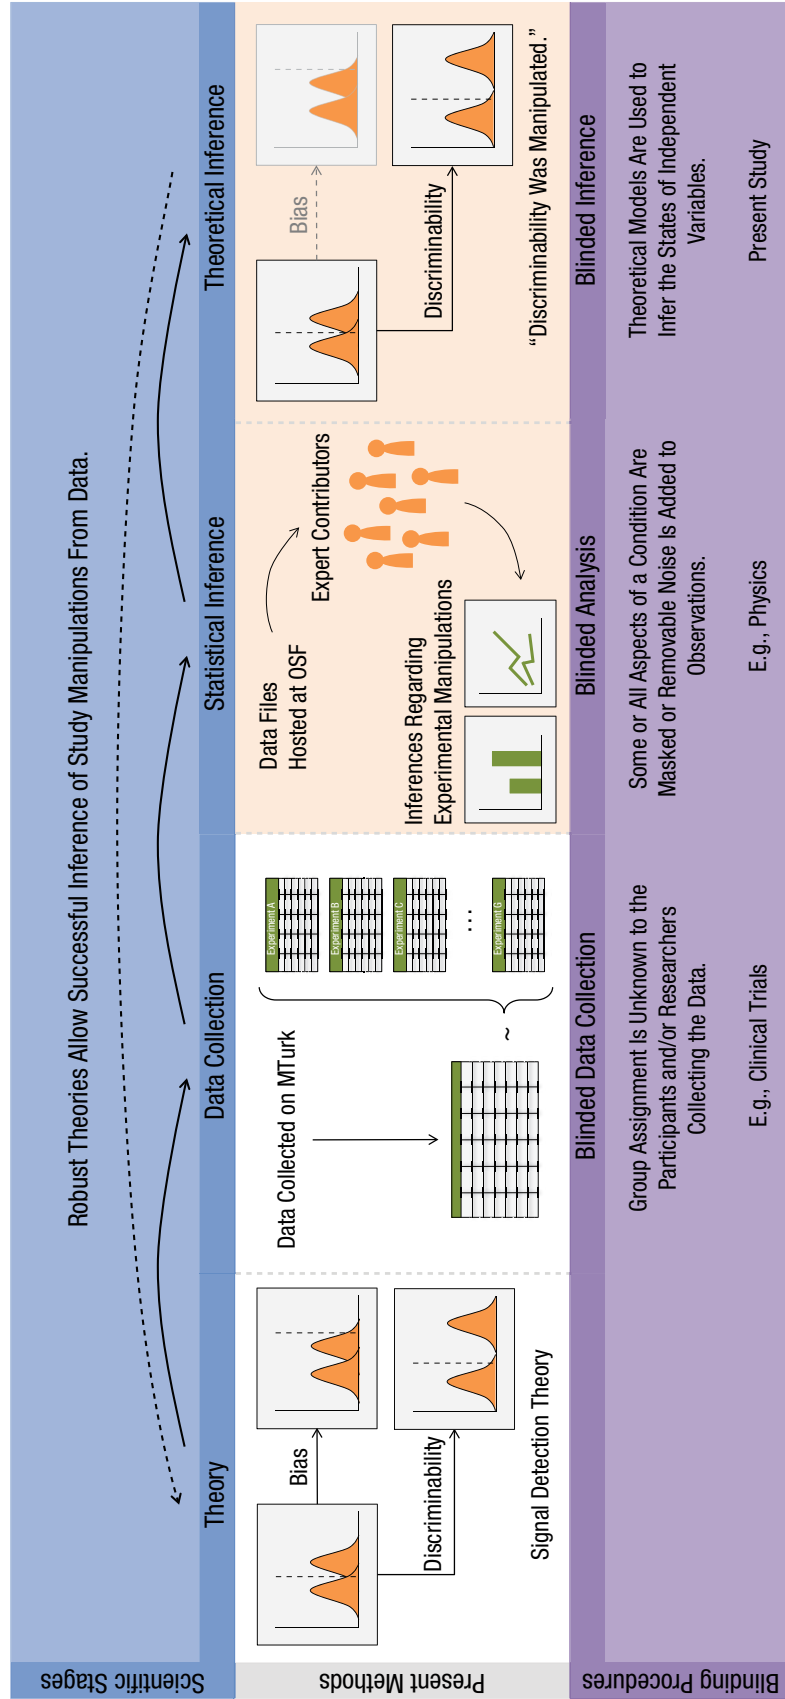 Robust Theories Allow Successful Inference of Study Manipulations From Data.
Scientific Stages
Theory
Data Collection
Statistical Inference
Theoretical Inference
Present Methods
Bias
Discriminability
Signal Detection Theory
Data Collected on MTurk
~
Experiment A
Experiment B
Experiment C
...
Experiment G
Data Files
Hosted at OSF
Expert Contributors
Inferences Regarding
Experimental Manipulations
Bias
Discriminability
“Discriminability Was Manipulated.”
Blinding Procedures
Blinded Data Collection
Group Assignment Is Unknown to the
Participants and/or Researchers
Collecting the Data.
E.g., Clinical Trials
Blinded Analysis
Some or All Aspects of a Condition Are
Masked or Removable Noise Is Added to
Observations.
E.g., Physics
Blinded Inference
Theoretical Models Are Used to
Infer the States of Independent
Variables.
Present Study